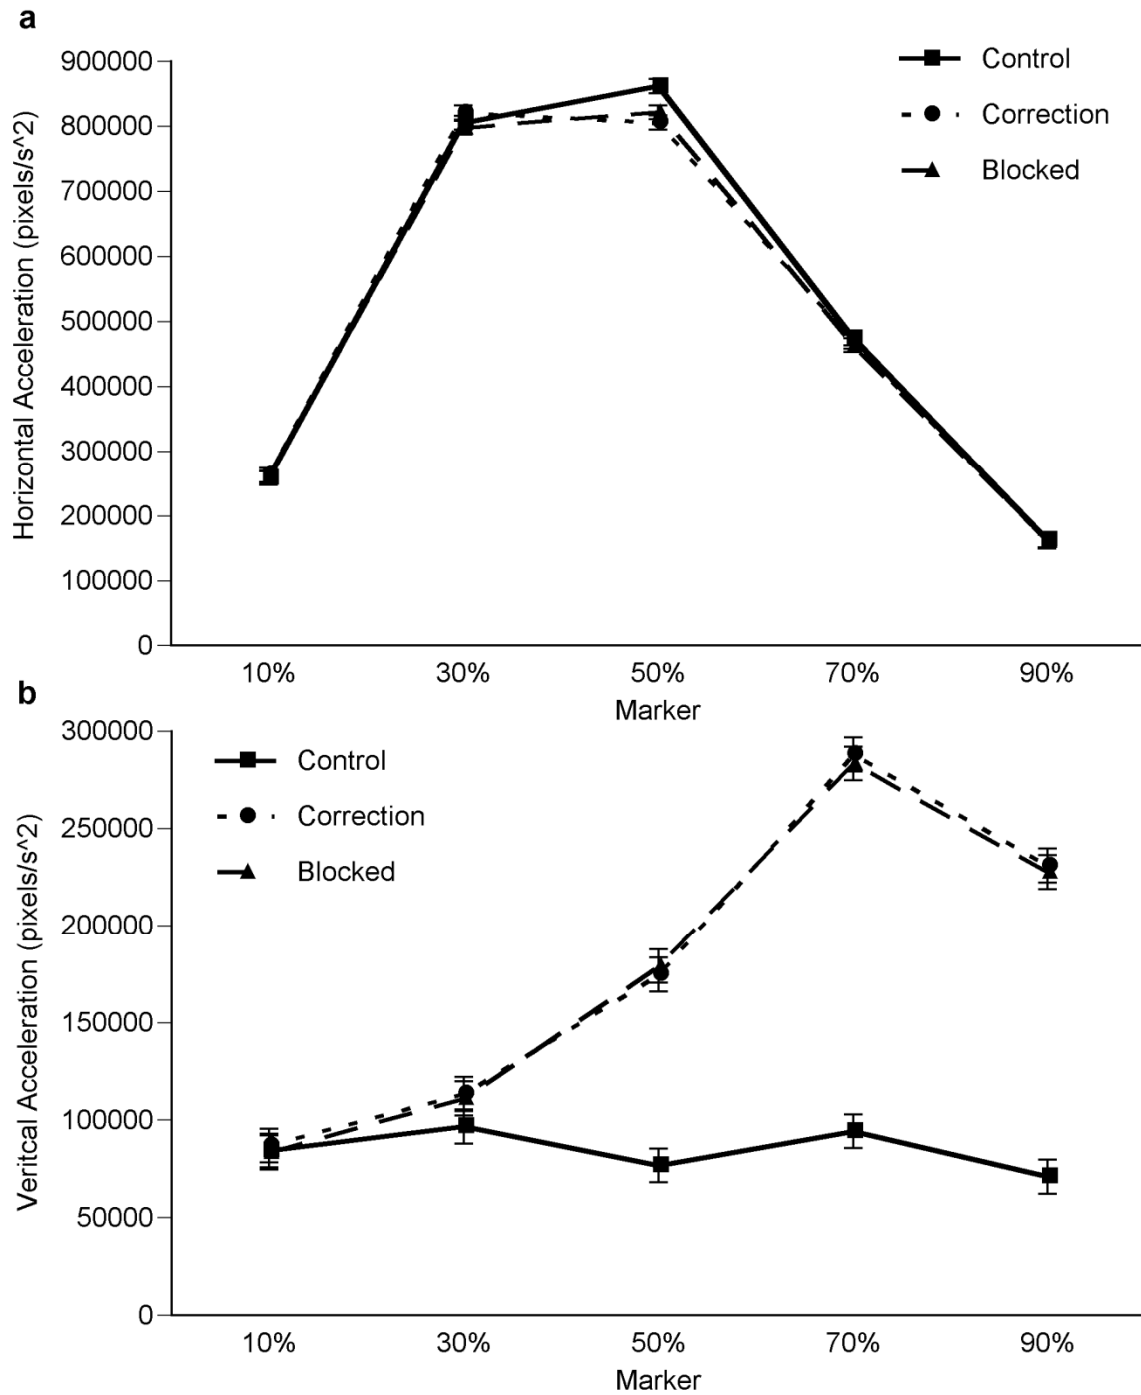 a
Horizontal Acceleration (pixels/s^2)
900000
800000
700000
600000
500000
400000
300000
200000
100000
0
Control
Correction
Blocked
10% 30% 50% 70% 90%
Marker
b
Veritcal Acceleration (pixels/s^2)
300000
250000
200000
150000
100000
50000
0
Control
Correction
Blocked
10% 30% 50% 70% 90%
Marker